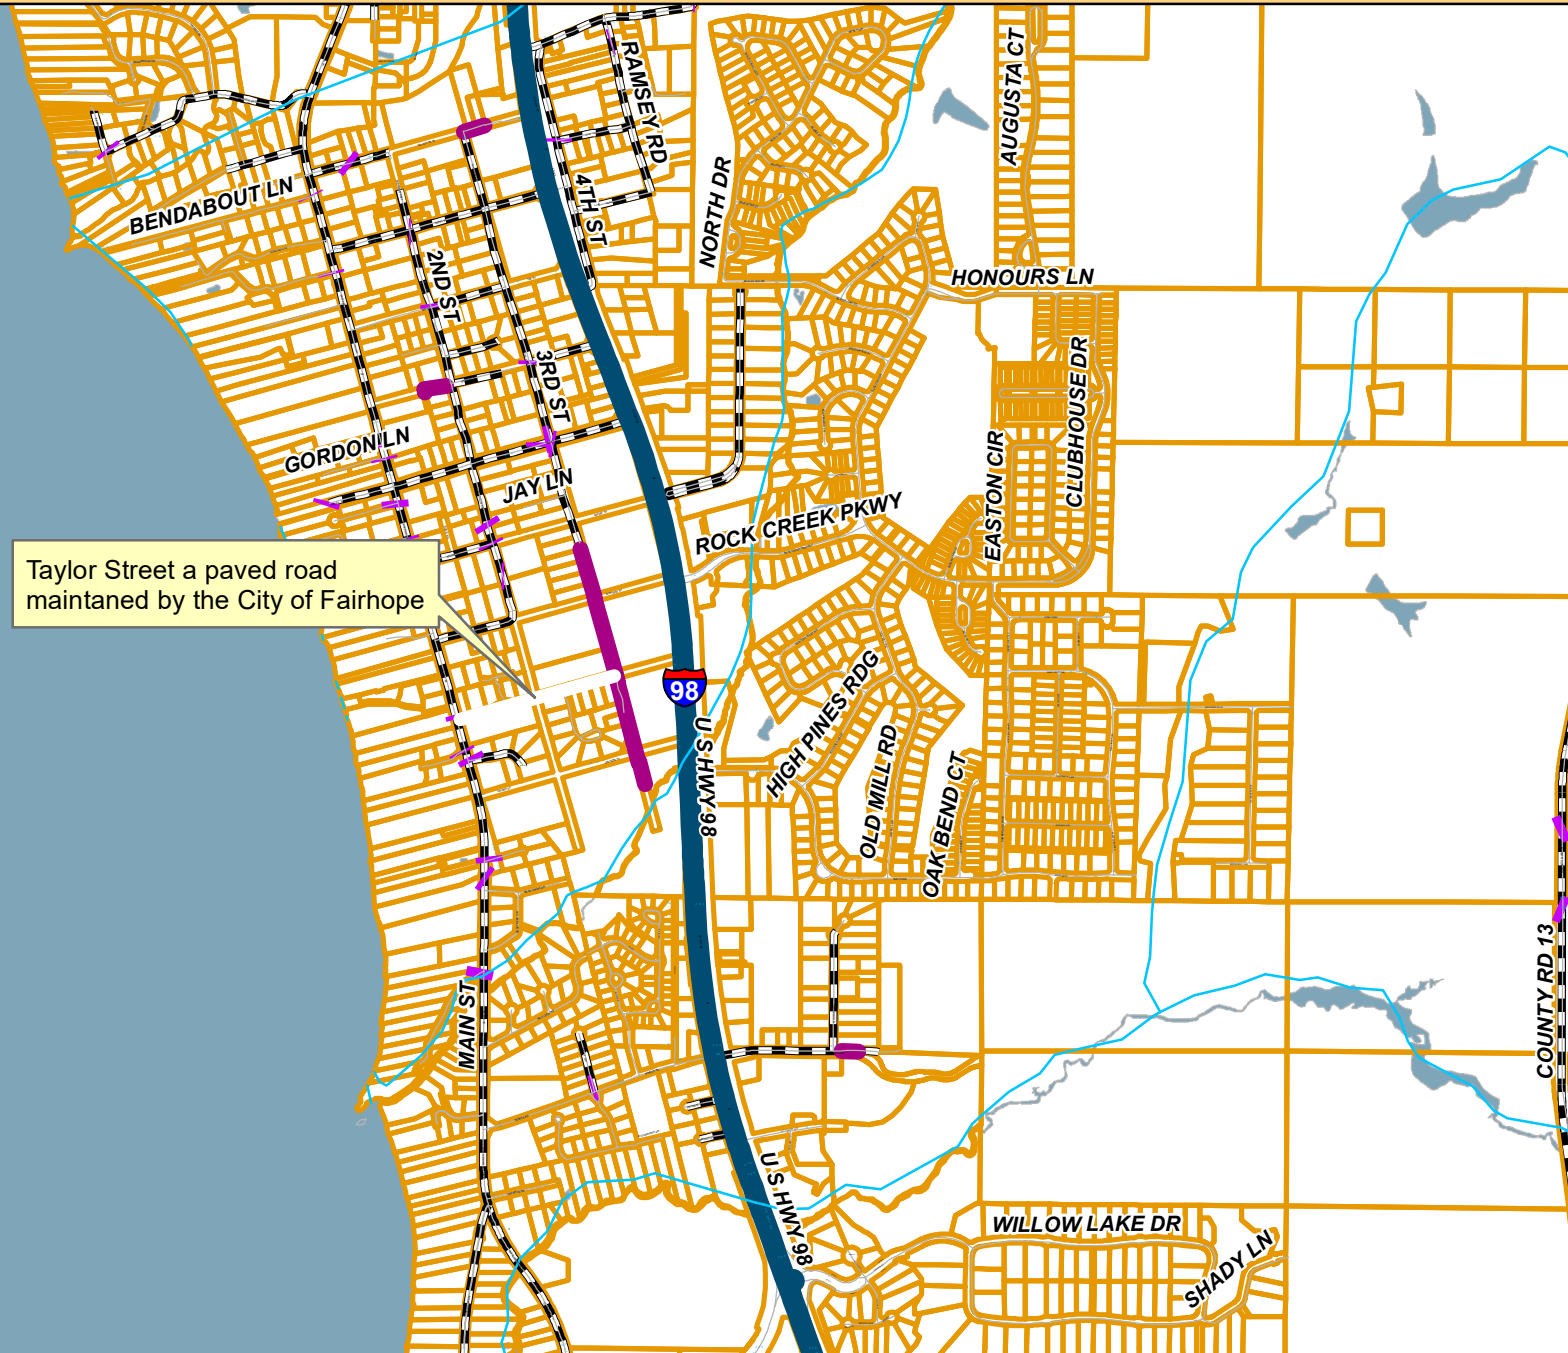 RAMSEY RD
AUGUSTA CT
BENDABOUT LN
4TH ST
NORTH DR
2ND ST
HONOURS LN
3RD ST
CLUBHOUSE DR
GORDON LN
JAY LN
EASTON CIR
ROCK CREEK PKWY
Taylor Street a paved road
maintaned by the City of Fairhope
98
U S HWY 98
HIGH PINES RDG
OLD MILL RD
OAK BEND CT
MAIN ST
COUNTY RD 13
U S HWY 98
WILLOW LAKE DR
SHADY LN